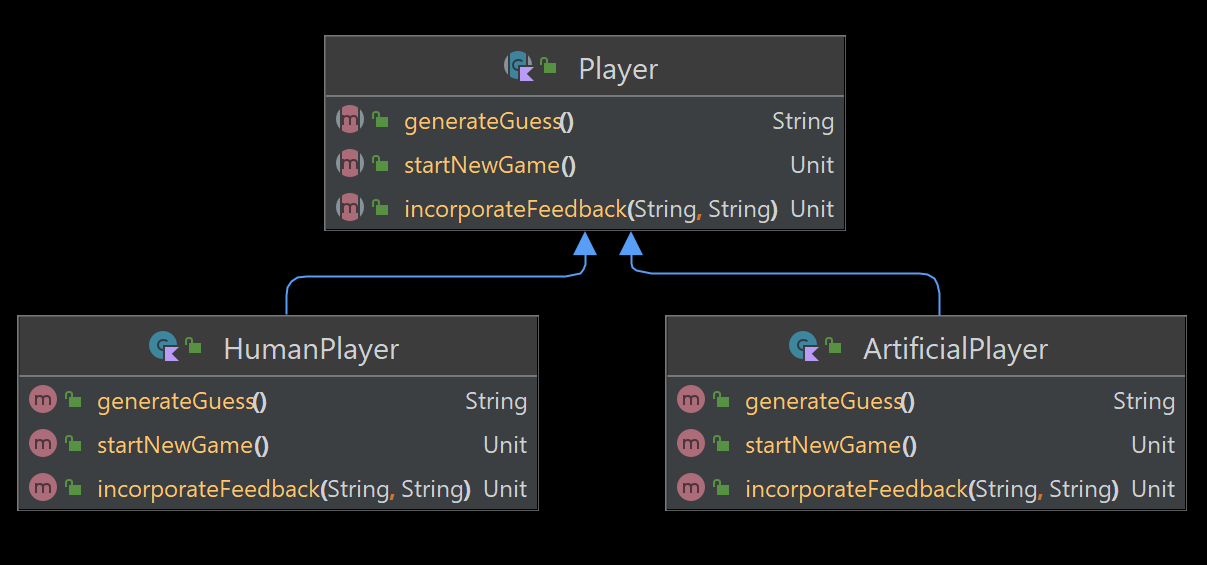 Player
generateGuess() String
startNewGame() Unit
incorporateFeedback(String, String) Unit
HumanPlayer
generateGuess() String
startNewGame() Unit
incorporateFeedback(String, String) Unit
ArtificialPlayer
generateGuess() String
startNewGame() Unit
incorporateFeedback(String, String) Unit